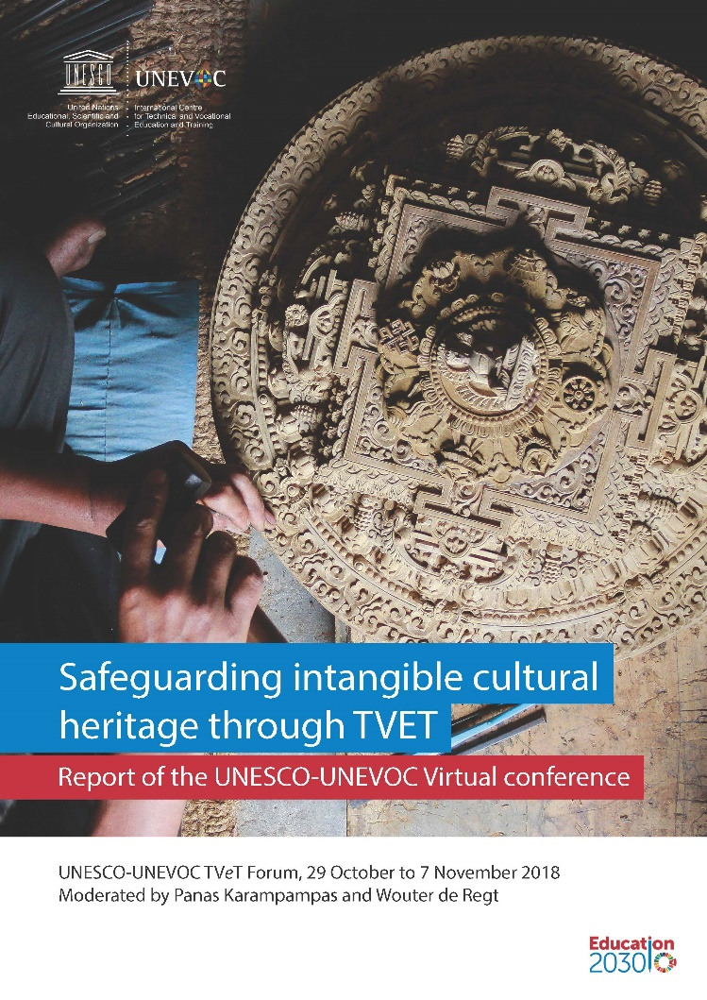 UNESCO
UNEVOC
United Nations
Educational, Scientific and
Cultural Organization
International Centre
for Technical and Vocational
Education and Training
Safeguarding intangible cultural
heritage through TVET
Report of the UNESCO-UNEVOC Virtual conference
UNESCO-UNEVOC TVeT Forum, 29 October to 7 November 2018
Moderated by Panas Karampampas and Wouter de Regt
Education
2030